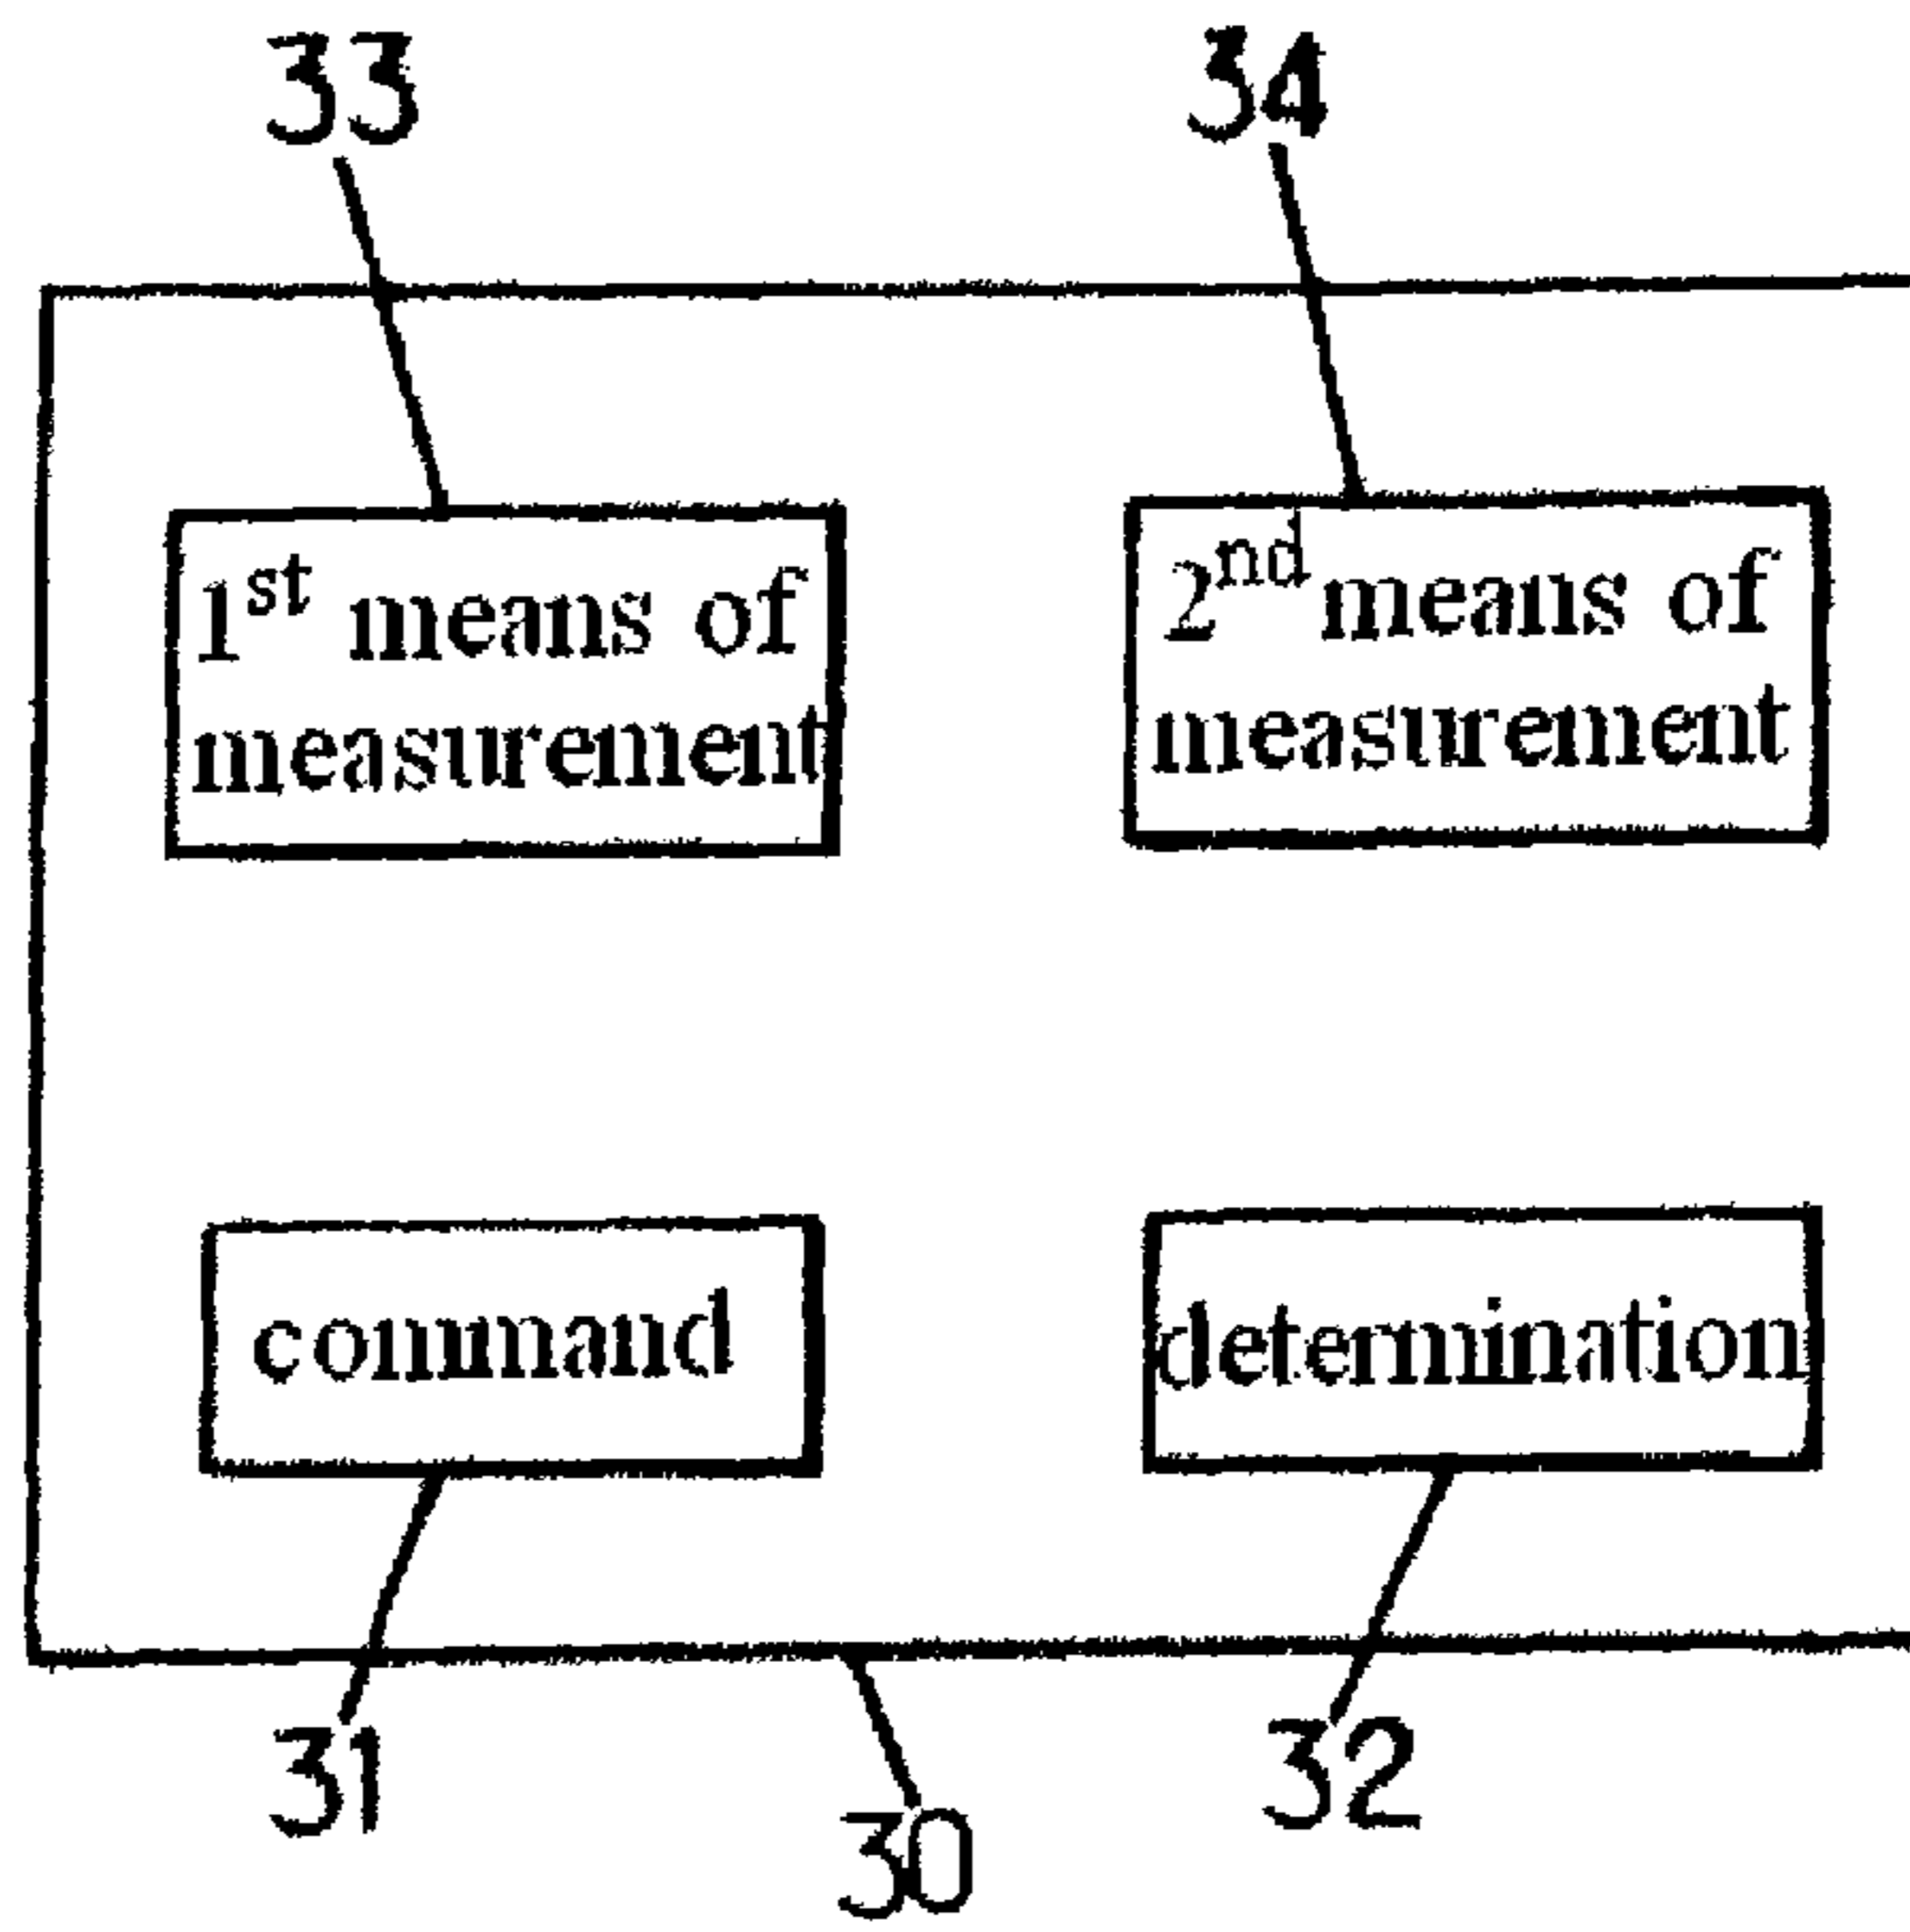 33 34
1st means of
measurement
2nd means of
measurement
command
determination
31 32
30